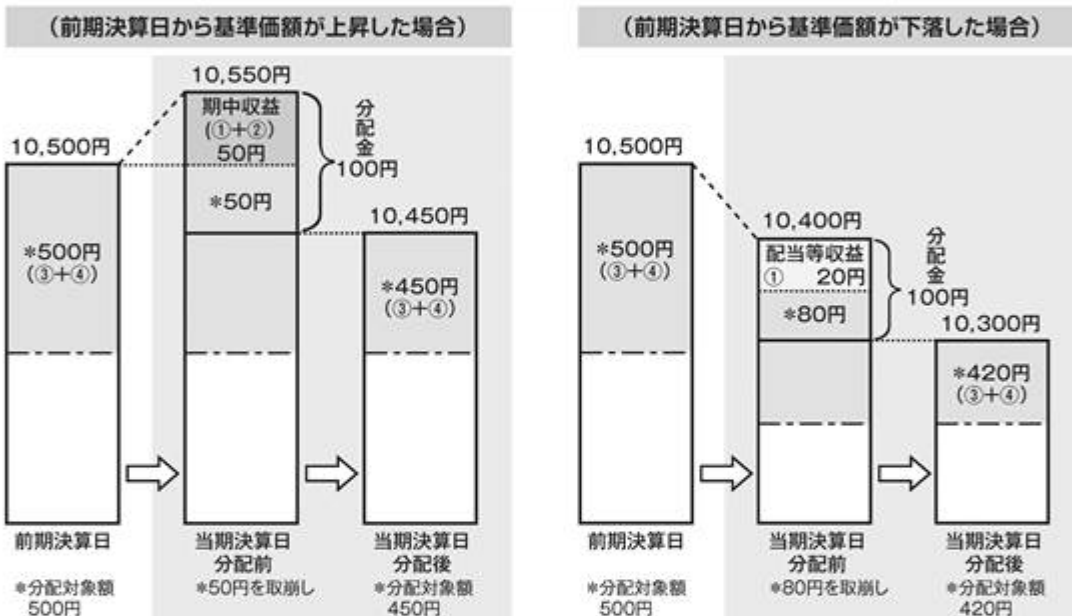 (前期決算日から基準価額が上昇した場合)
10,550円
期中収益
(①+②)
50円
分配金
100円
10,500円
*50円
10,450円
*500円
(③+④)
*450円
(③+④)
前期決算日
当期決算日
分配前
当期決算日
分配後
*分配対象額
500円
*50円を取崩し
*分配対象額
450円
(前期決算日から基準価額が下落した場合)
10,500円
10,400円
*500円
(③+④)
配当等収益
① 20円
分配金
100円
*80円
10,300円
*420円
(③+④)
前期決算日
当期決算日
分配前
当期決算日
分配後
*分配対象額
500円
*80円を取崩し
*分配対象額
420円